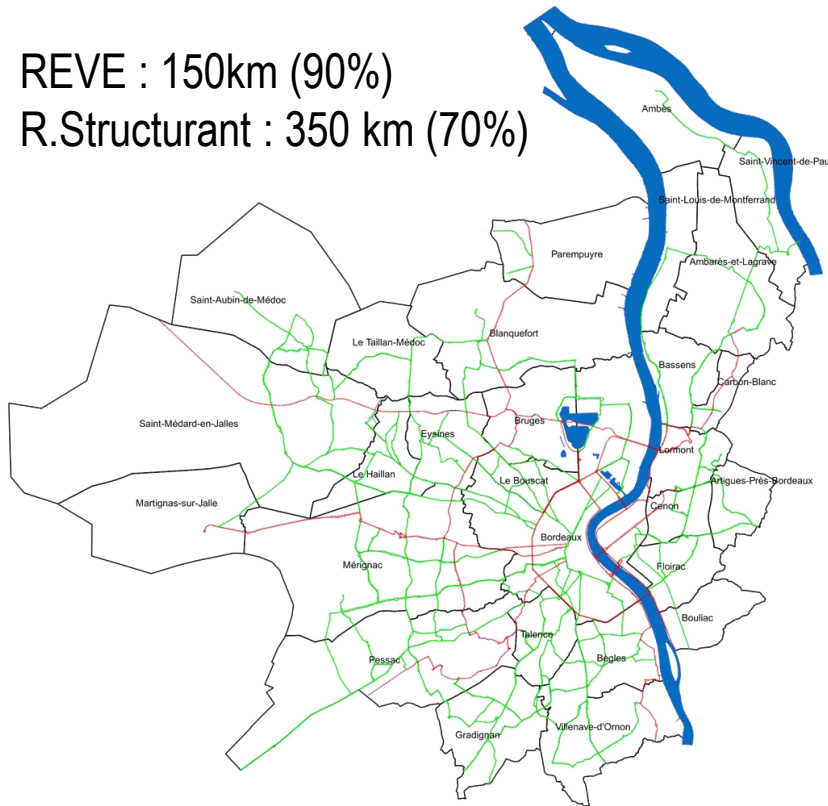 REVE : 150km (90%)
R.Structurant : 350 km (70%)
Ambès
Saint-Vincent-de-Pau
Saint-Louis-de-Montferrand
Parempuyre
Ambarès-et-Lagrave
Saint-Aubin-de-Médoc
Blanquefort
Le Taillan-Médoc
Bassens
Carbon-Blanc
Saint-Médard-en-Jalles
Bruges
Eysines
Lormont
Le Haillan
Le Bouscat
Artigues-Près-Bordeaux
Martignas-sur-Jalle
Cenon
Bordeaux
Mérignac
Floirac
Bouliac
Talence
Pessac
Bègles
Villenave-d'Ornon
Gradignan